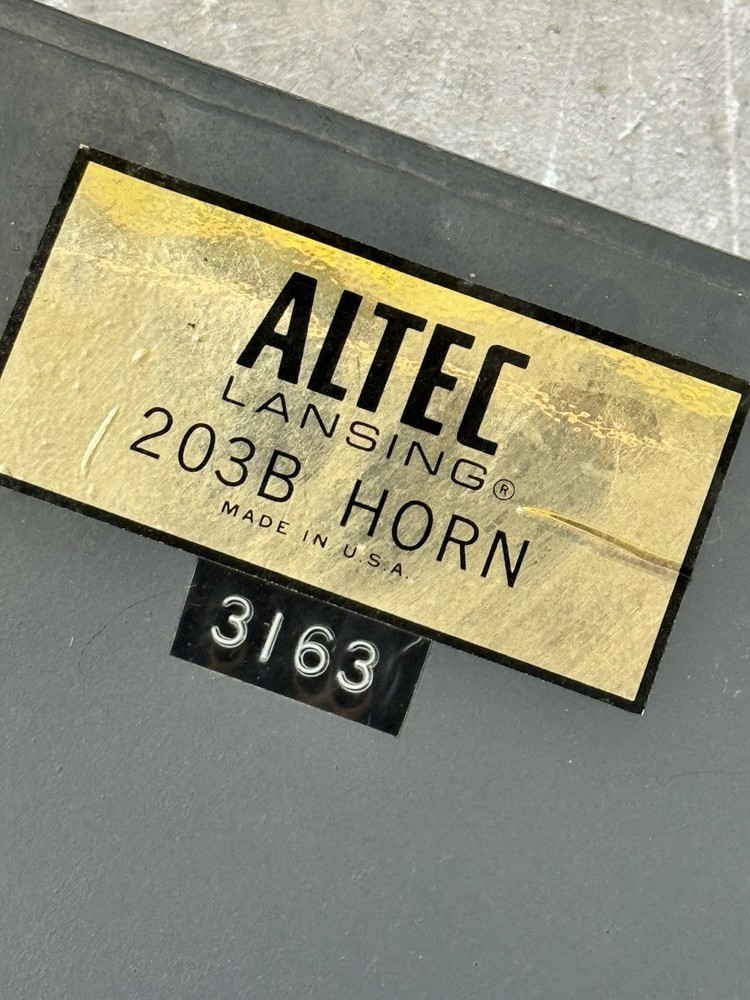 ALTEC
LANSING®
203B HORN
MADE IN U.S.A.
3163